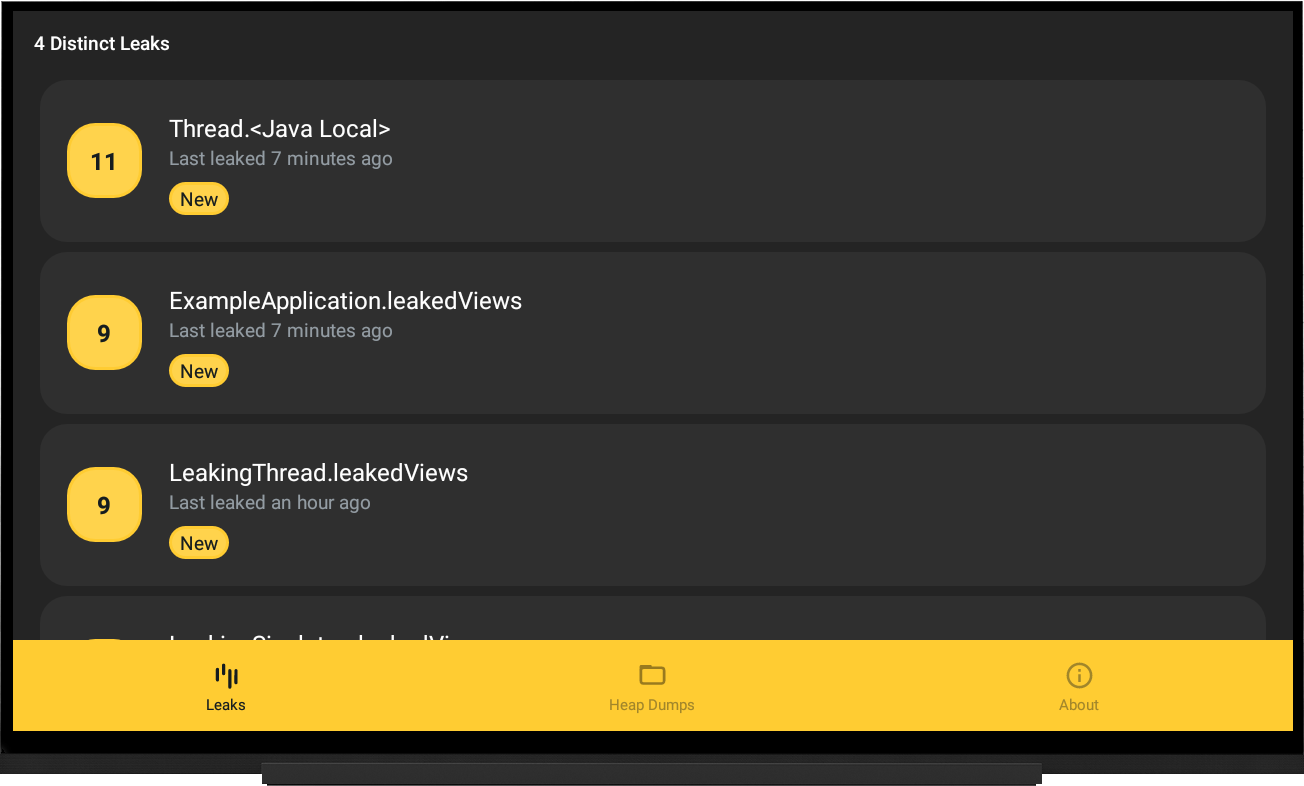 4 Distinct Leaks
11
Thread.<Java Local>
Last leaked 7 minutes ago
New
9
ExampleApplication.leakedViews
Last leaked 7 minutes ago
New
9
LeakingThread.leakedViews
Last leaked an hour ago
New
Leaks
Heap Dumps
About